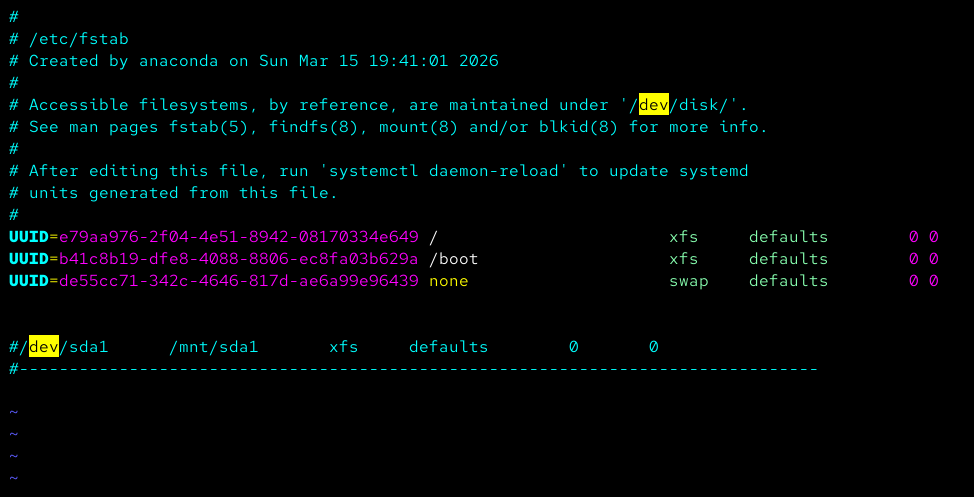 #
# /etc/fstab
# Created by anaconda on Sun Mar 15 19:41:01 2026
#
# Accessible filesystems, by reference, are maintained under '/dev/disk/'.
# See man pages fstab(5), findfs(8), mount(8) and/or blkid(8) for more info.
#
# After editing this file, run 'systemctl daemon-reload' to update systemd
# units generated from this file.
#
UUID=e79aa976-2f04-4e51-8942-08170334e649 /                       xfs     defaults        0 0
UUID=b41c8b19-dfe8-4088-8806-ec8fa03b629a /boot                   xfs     defaults        0 0
UUID=de55cc71-342c-4646-817d-ae6a99e96439 none                    swap    defaults        0 0
#/dev/sda1      /mnt/sda1       xfs     defaults        0       0
#--------------------------------------------------------------------------------
~
~
~
~